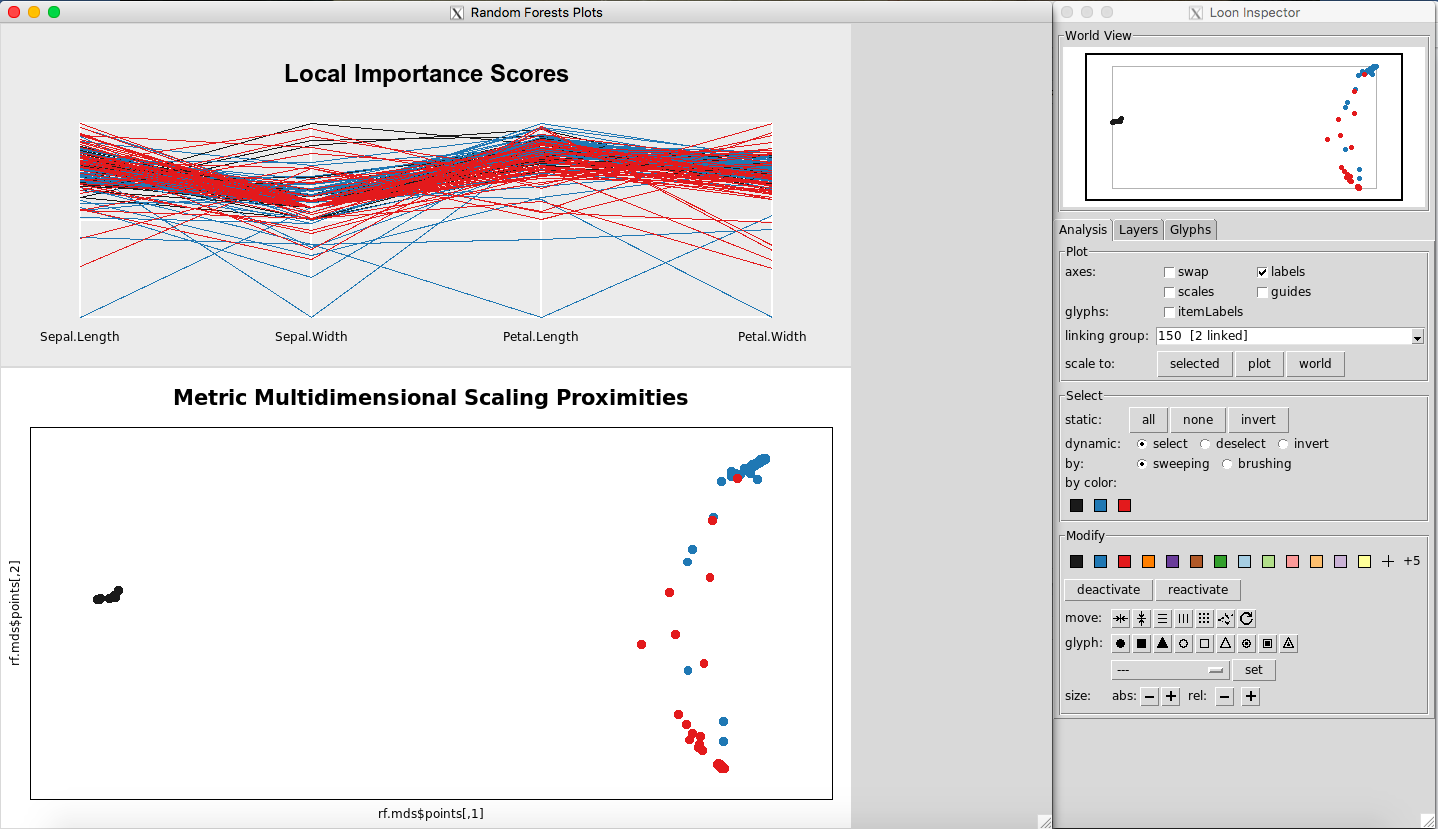 Random Forests Plots
Local Importance Scores
Sepal.Length Sepal.Width Petal.Length Petal.Width
Metric Multidimensional Scaling Proximities
rf.mds$points[,2]
rf.mds$points[,1]
Loon Inspector
World View
Analysis Layers Glyphs
Plot
axes: swap labels
scales guides
glyphs: itemLabels
linking group: 150 [2 linked]
scale to: selected plot world
Select
static: all none invert
dynamic: select deselect invert
by: sweeping brushing
by color:
Modify
+5
deactivate reactivate
move:
glyph:
--- set
size: abs: − + rel: − +